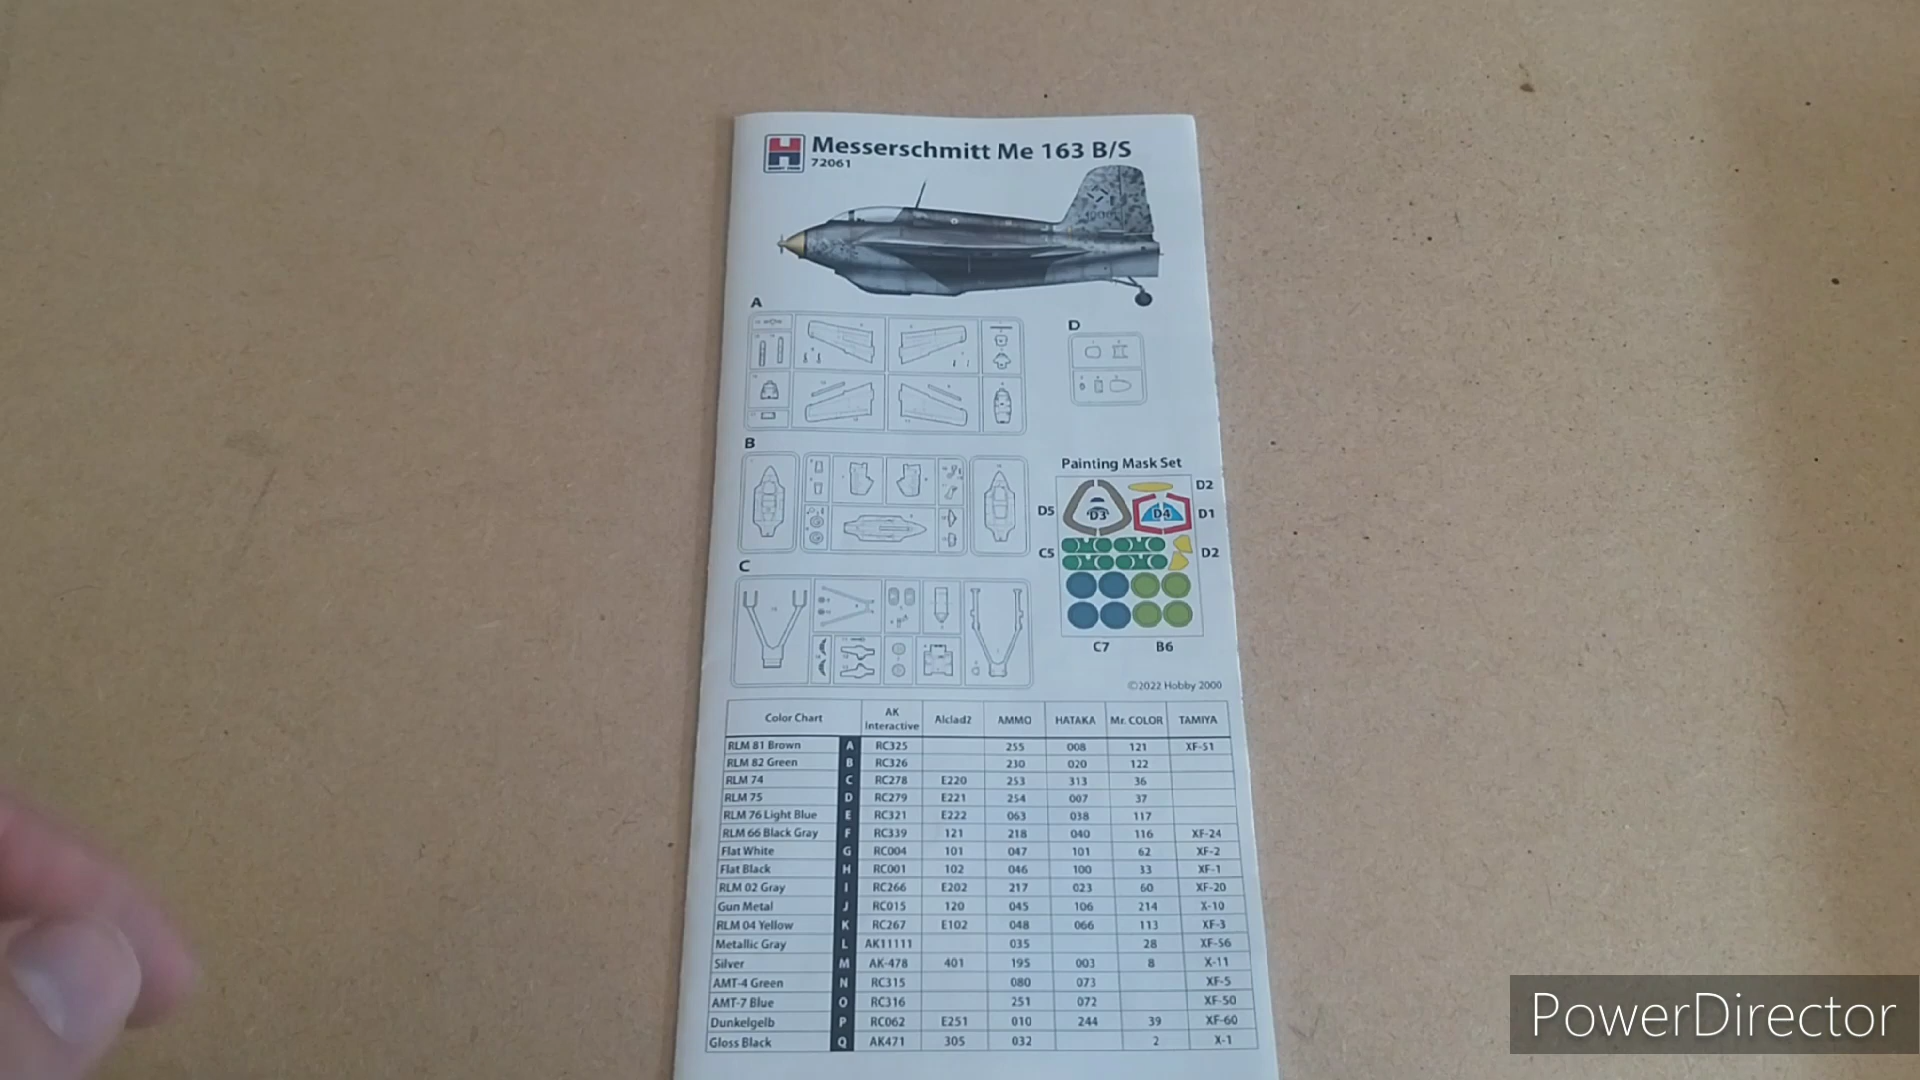 Messerschmitt Me 163 B/S
72061
A
D
B
Painting Mask Set
D2
D5
D3
D4
D1
C5
D2
C
C7
B6
©2022 Hobby 2000
Color Chart AK Interactive Alclad2 AMMO HATAKA Mr. COLOR TAMIYA
RLM 81 Brown A RC325 255 008 121 XF-51
RLM 82 Green B RC326 230 020 122
RLM 74 C RC278 E220 253 313 36
RLM 75 D RC279 E221 254 007 37
RLM 76 Light Blue E RC321 E222 063 038 117
RLM 66 Black Gray F RC339 121 218 040 116 XF-24
Flat White G RC004 101 047 101 62 XF-2
Flat Black H RC001 102 046 100 33 XF-1
RLM 02 Gray I RC266 E202 217 023 60 XF-20
Gun Metal J RC015 120 045 106 214 X-10
RLM 04 Yellow K RC267 E102 048 066 113 XF-3
Metallic Gray L AK11111 035 28 XF-56
Silver M AK-478 401 195 003 8 X-11
AMT-4 Green N RC315 080 073 XF-5
AMT-7 Blue O RC316 251 072 XF-50
Dunkelgelb P RC062 E251 010 244 39 XF-60
Gloss Black Q AK471 305 032 2 X-1
PowerDirector